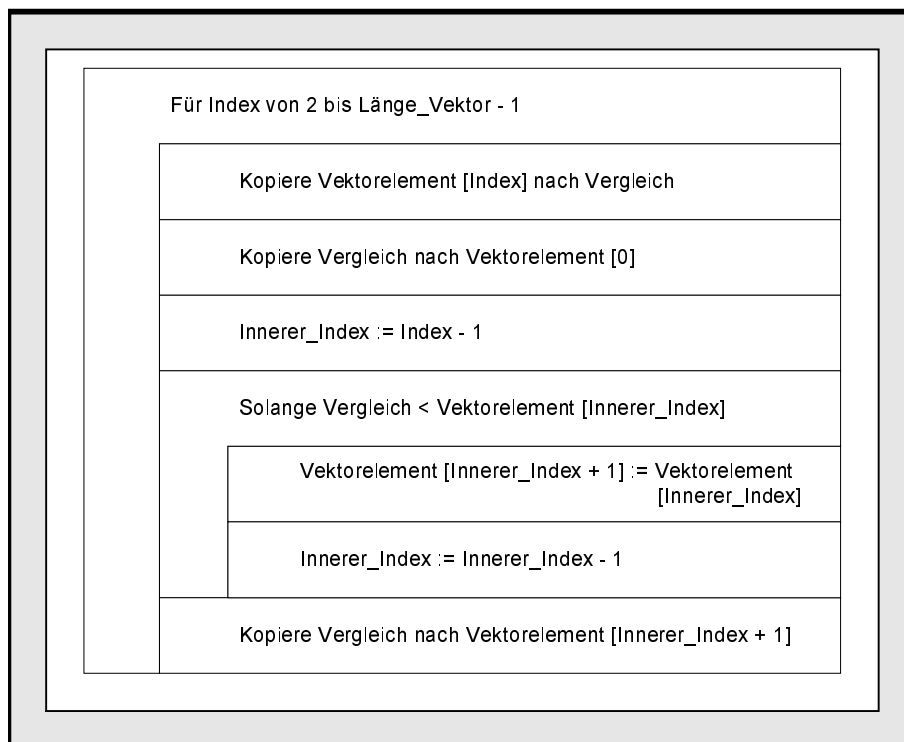 Für Index von 2 bis Länge_Vektor - 1
Kopiere Vektorelement [Index] nach Vergleich
Kopiere Vergleich nach Vektorelement [0]
Innerer_Index := Index - 1
Solange Vergleich < Vektorelement [Innerer_Index]
Vektorelement [Innerer_Index + 1] := Vektorelement
[Innerer_Index]
Innerer_Index := Innerer_Index - 1
Kopiere Vergleich nach Vektorelement [Innerer_Index + 1]